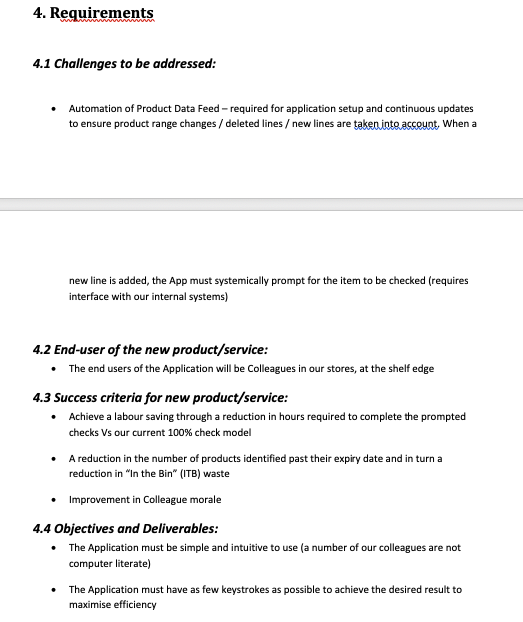 4. Requirements
4.1 Challenges to be addressed:
• Automation of Product Data Feed – required for application setup and continuous updates
to ensure product range changes / deleted lines / new lines are taken into account. When a
new line is added, the App must systemically prompt for the item to be checked (requires
interface with our internal systems)
4.2 End-user of the new product/service:
• The end users of the Application will be Colleagues in our stores, at the shelf edge
4.3 Success criteria for new product/service:
• Achieve a labour saving through a reduction in hours required to complete the prompted
checks Vs our current 100% check model
• A reduction in the number of products identified past their expiry date and in turn a
reduction in "In the Bin" (ITB) waste
• Improvement in Colleague morale
4.4 Objectives and Deliverables:
• The Application must be simple and intuitive to use (a number of our colleagues are not
computer literate)
• The Application must have as few keystrokes as possible to achieve the desired result to
maximise efficiency